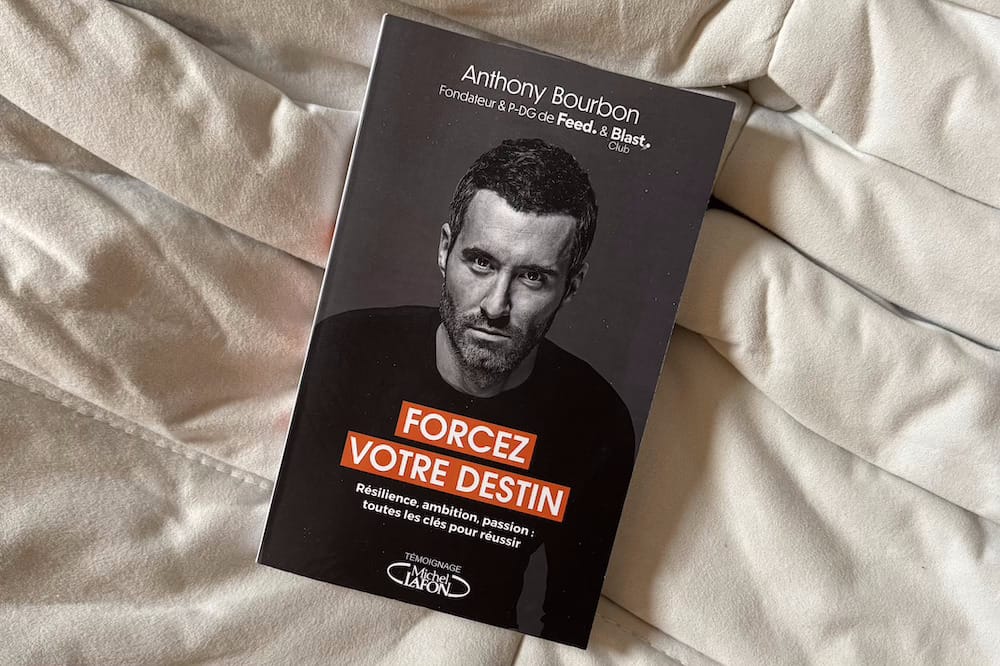 Anthony Bourbon
Fondateur & P-DG de Feed. & Blast.
Club
FORCEZ
VOTRE DESTIN
Résilience, ambition, passion :
toutes les clés pour réussir
TÉMOIGNAGE
Michel
LAFON